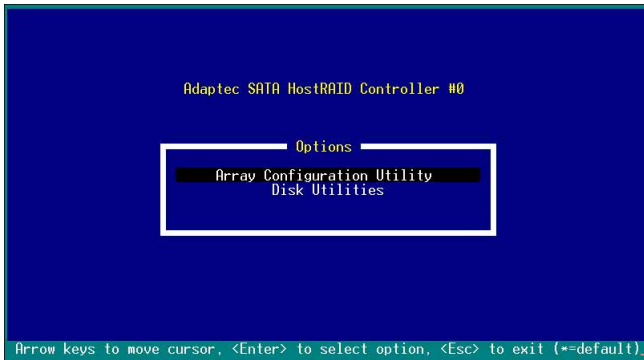 Adaptec SATA HostRAID Controller #0
Options
Array Configuration Utility
Disk Utilities
Arrow keys to move cursor, <Enter> to select option, <Esc> to exit (*=default)